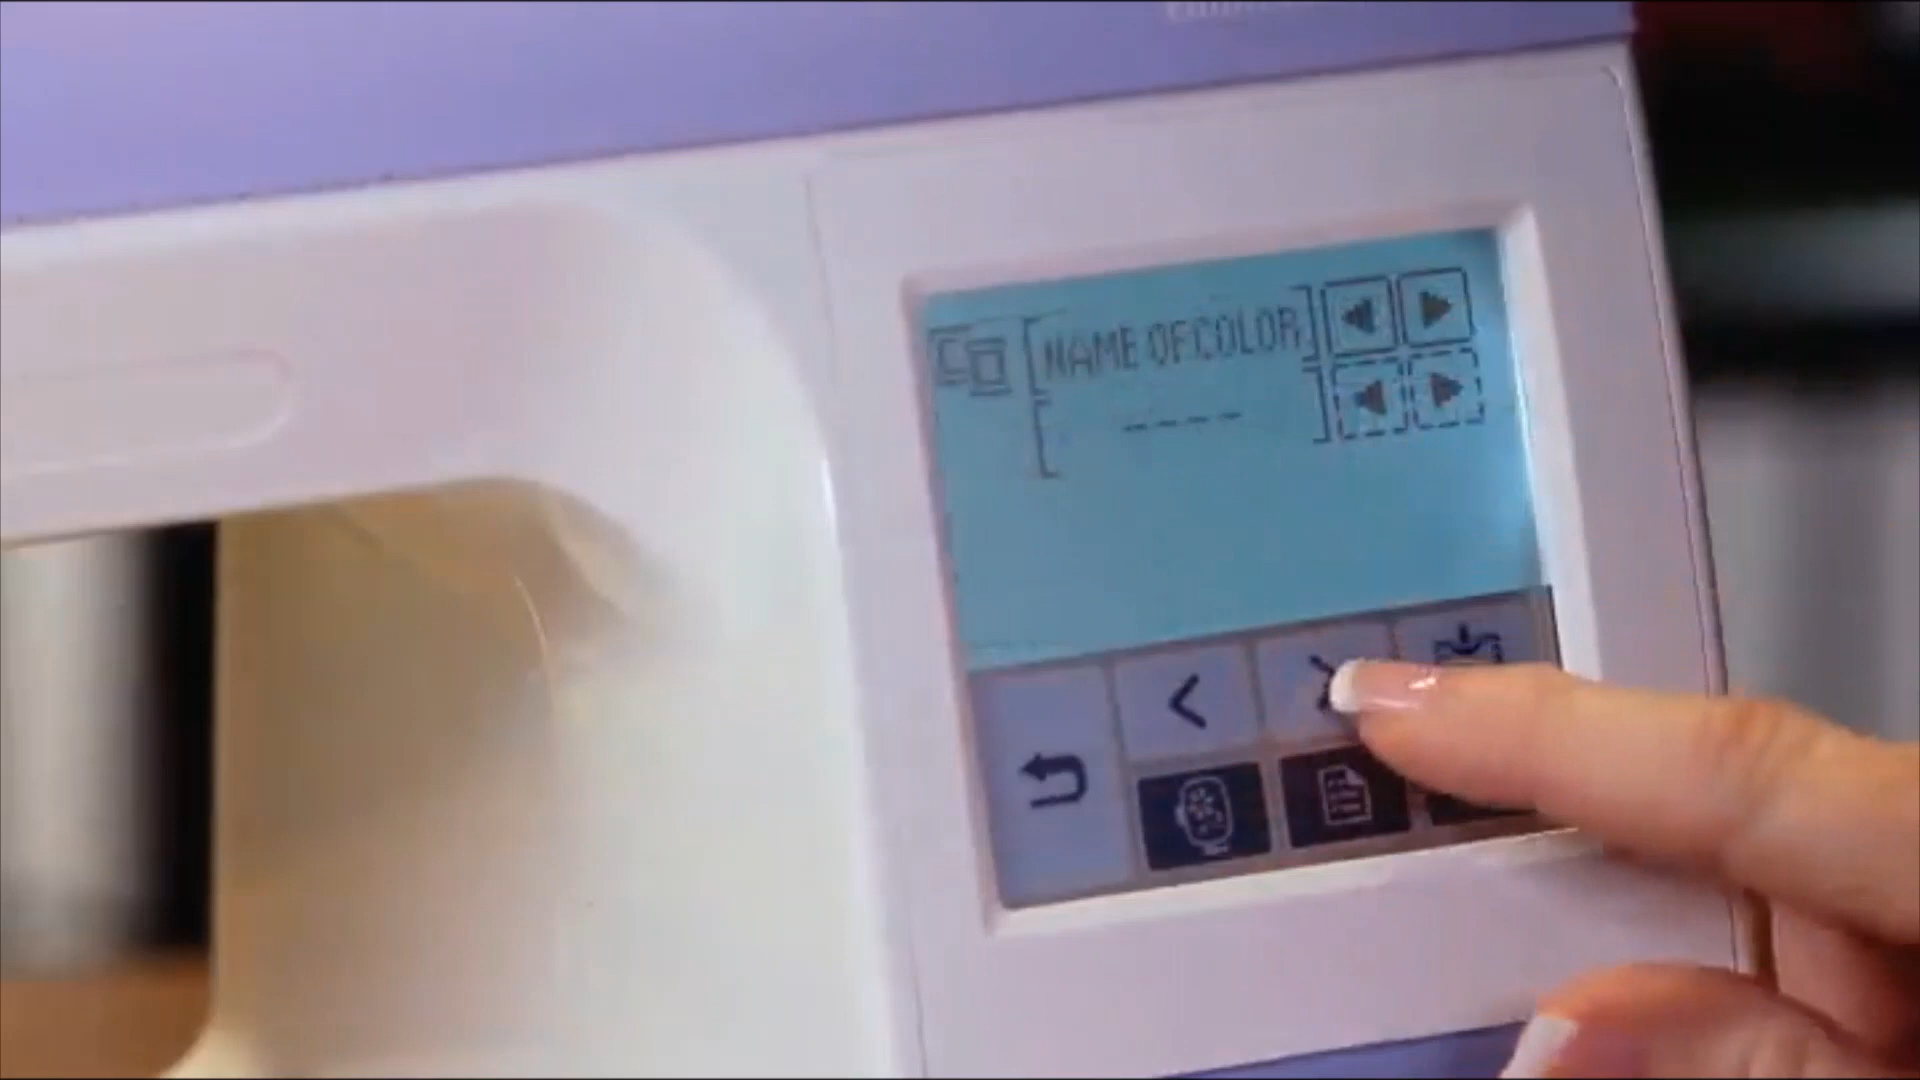 [NAME OF COLOR]
[ - - - - ]